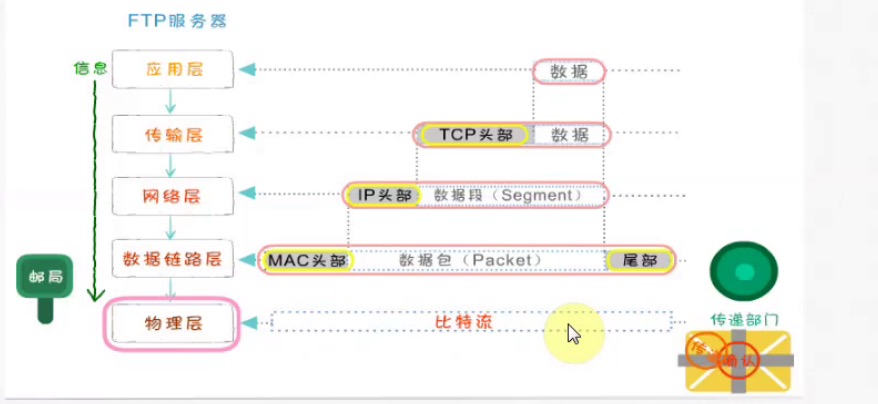 FTP服务器
信息
应用层
数据
传输层
TCP头部 数据
网络层
IP头部 数据段（Segment）
数据链路层
MAC头部 数据包（Packet） 尾部
邮局
物理层
比特流
传递部门
传
确认